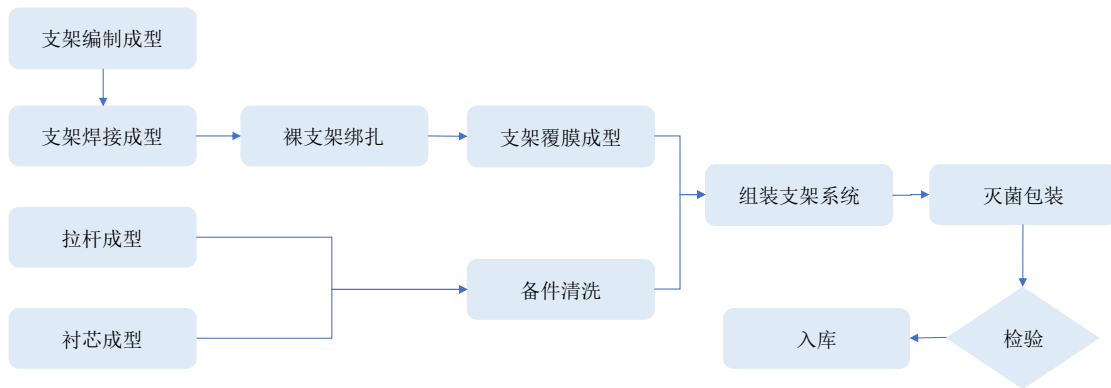 支架编制成型
支架焊接成型
裸支架绑扎
支架覆膜成型
组装支架系统
灭菌包装
拉杆成型
备件清洗
衬芯成型
入库
检验